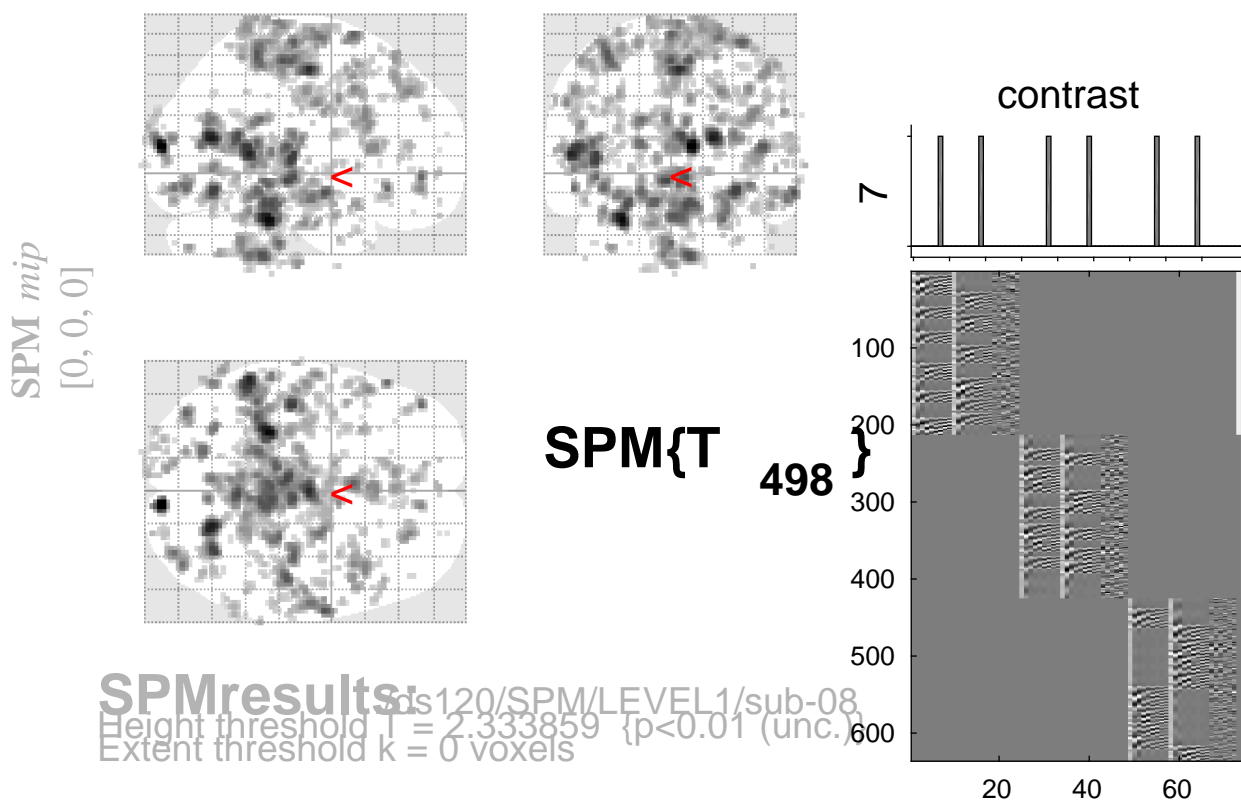 SPM mip
[0, 0, 0]
<
<
<
SPM{T498}
SPMresults: /ds120/SPM/LEVEL1/sub-08
Height threshold T = 2.333859 {p<0.01 (unc.)}
Extent threshold k = 0 voxels
contrast
7
100
200
300
400
500
600
20 40 60